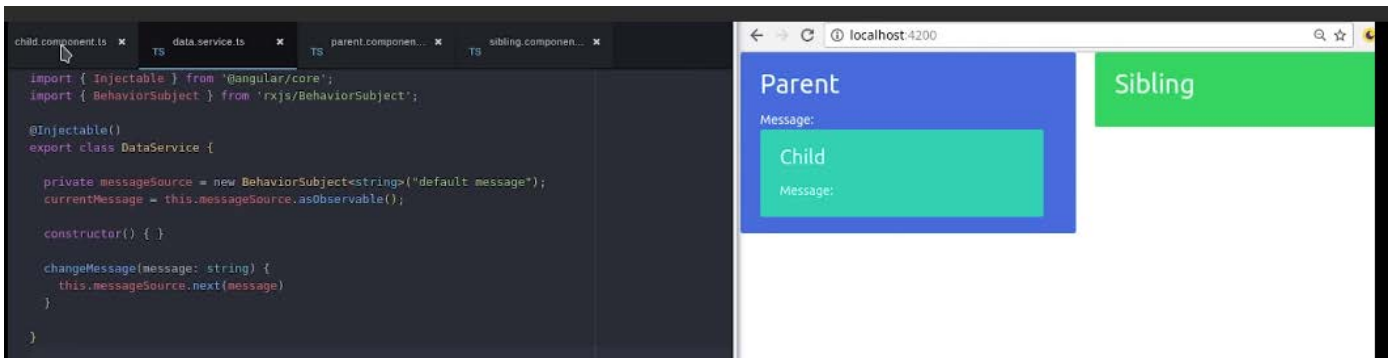 child.component.ts
TS data.service.ts
TS parent.componen...
TS sibling.componen...
import { Injectable } from '@angular/core';
import { BehaviorSubject } from 'rxjs/BehaviorSubject';
@Injectable()
export class DataService {
private messageSource = new BehaviorSubject<string>("default message");
currentMessage = this.messageSource.asObservable();
constructor() { }
changeMessage(message: string) {
this.messageSource.next(message)
}
}
localhost:4200
Parent
Message:
Child
Message:
Sibling